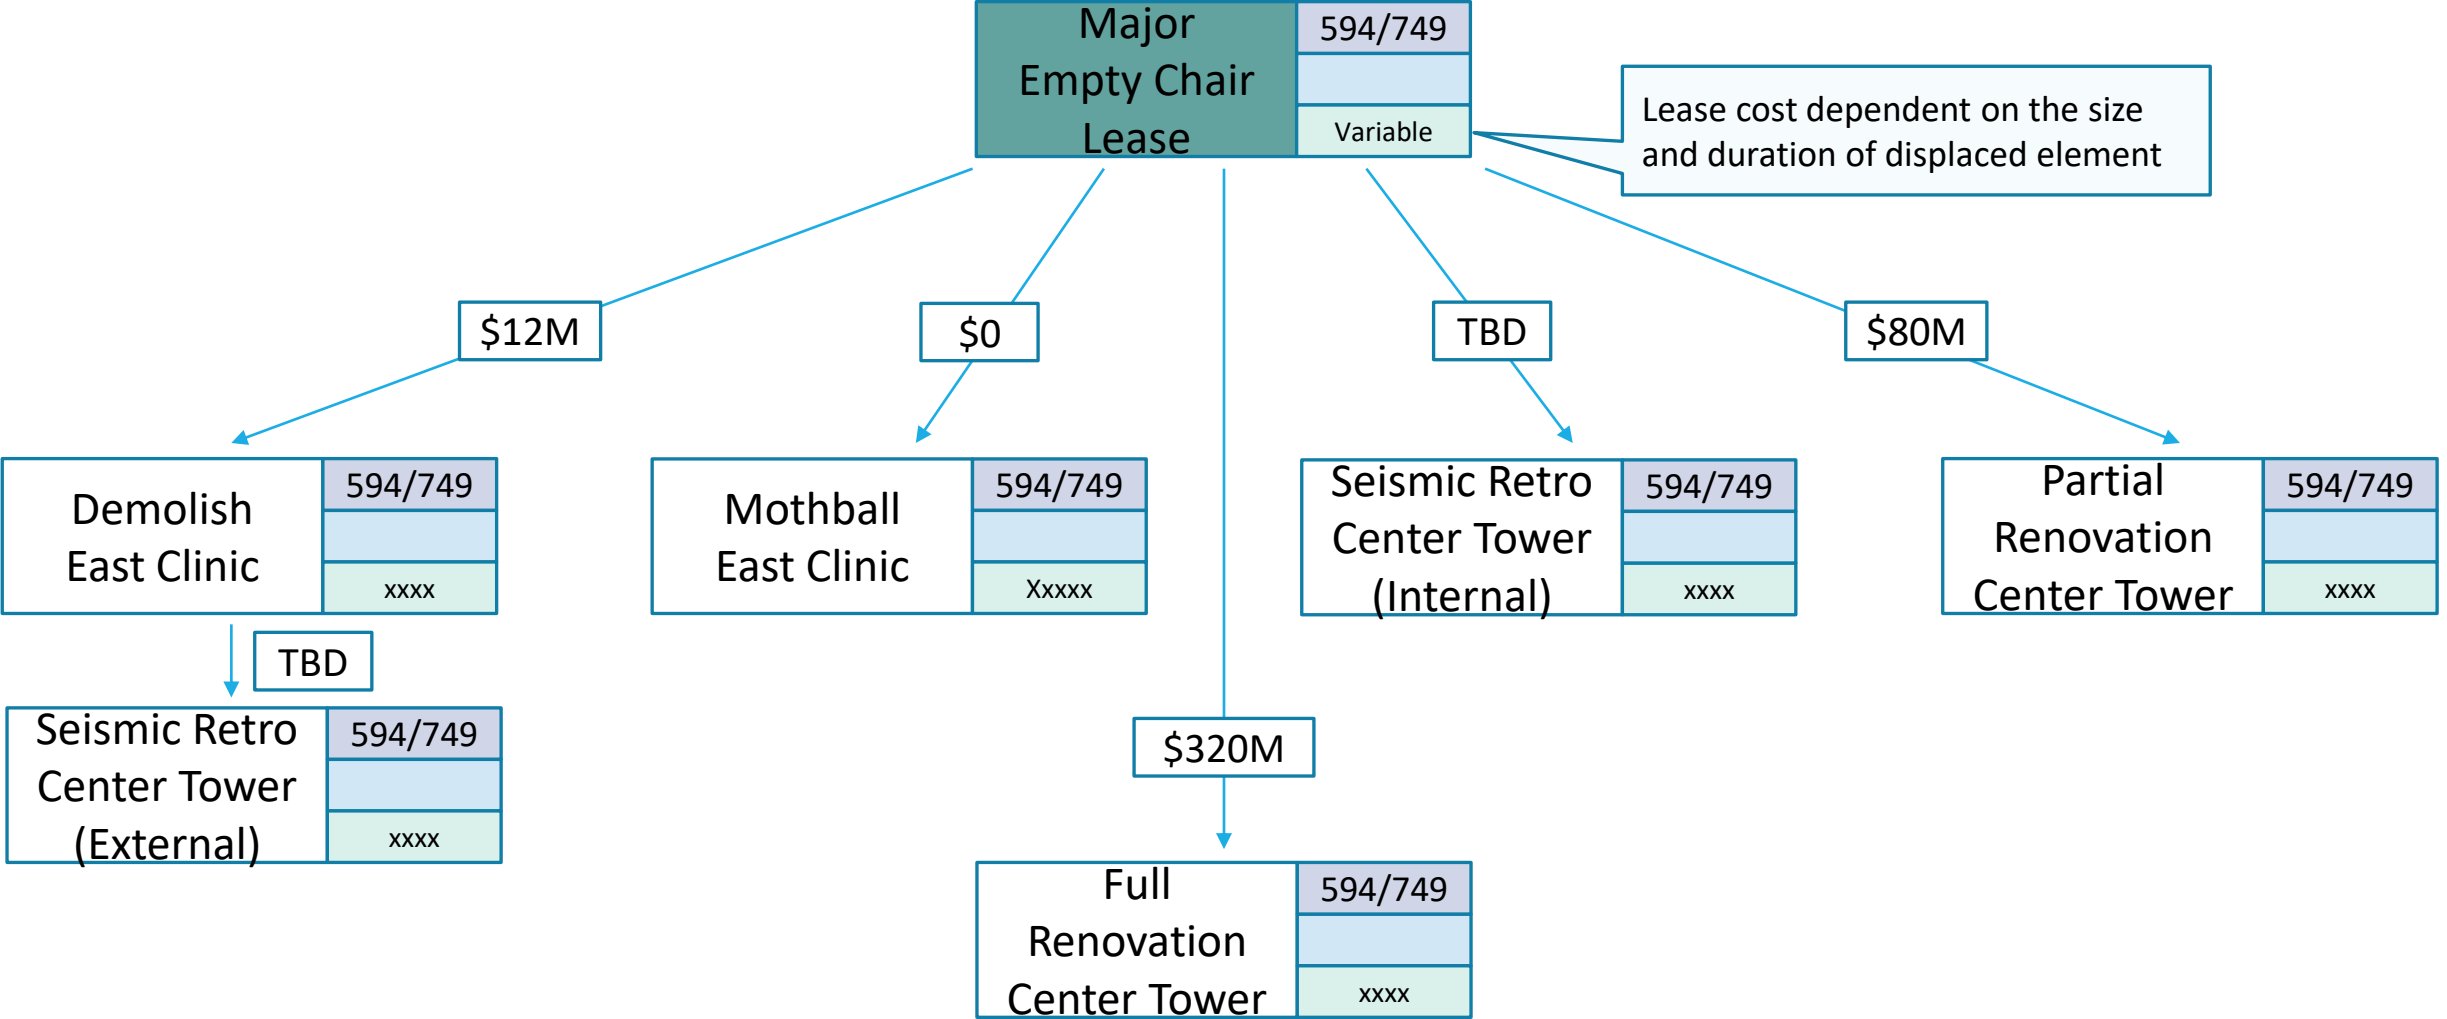 Major
Empty Chair
Lease
594/749
Variable
Lease cost dependent on the size
and duration of displaced element
$12M
$0
TBD
$80M
Demolish
East Clinic
594/749
xxxx
Mothball
East Clinic
594/749
Xxxxx
Seismic Retro
Center Tower
(Internal)
594/749
xxxx
Partial
Renovation
Center Tower
594/749
xxxx
TBD
Seismic Retro
Center Tower
(External)
594/749
xxxx
$320M
Full
Renovation
Center Tower
594/749
xxxx